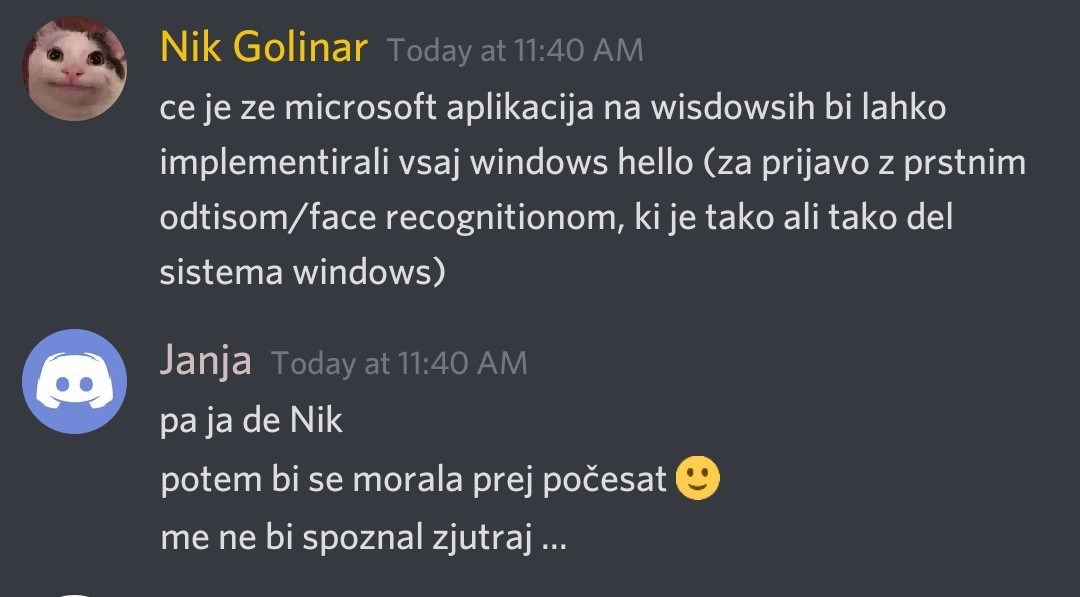 Nik Golinar Today at 11:40 AM
ce je ze microsoft aplikacija na wisdowsih bi lahko
implementirali vsaj windows hello (za prijavo z prstnim
odtisom/face recognitionom, ki je tako ali tako del
sistema windows)
Janja Today at 11:40 AM
pa ja de Nik
potem bi se morala prej počesat 🙂
me ne bi spoznal zjutraj ...